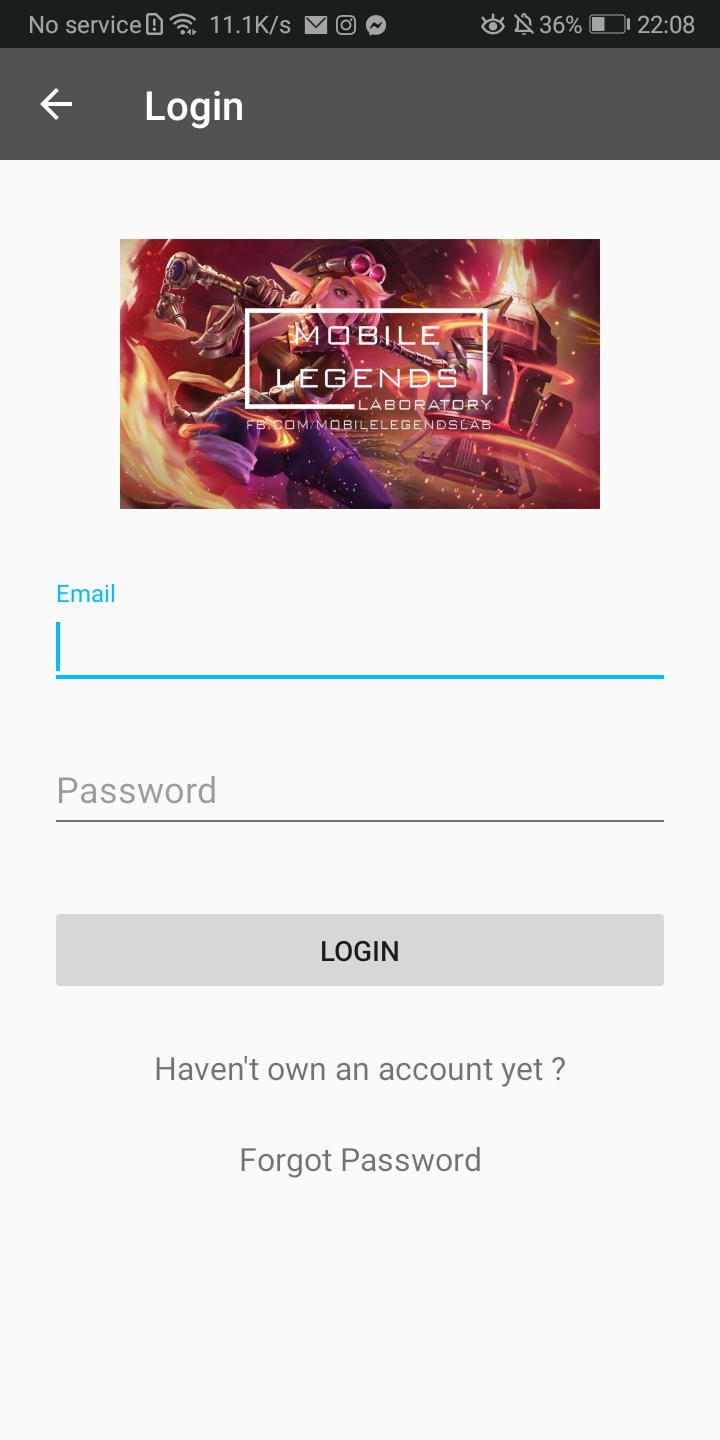 No service 11.1K/s 36% 22:08
Login
MOBILE
LEGENDS
LABORATORY
FB.COM/MOBILELEGENDSLAB
Email
Password
LOGIN
Haven't own an account yet ?
Forgot Password